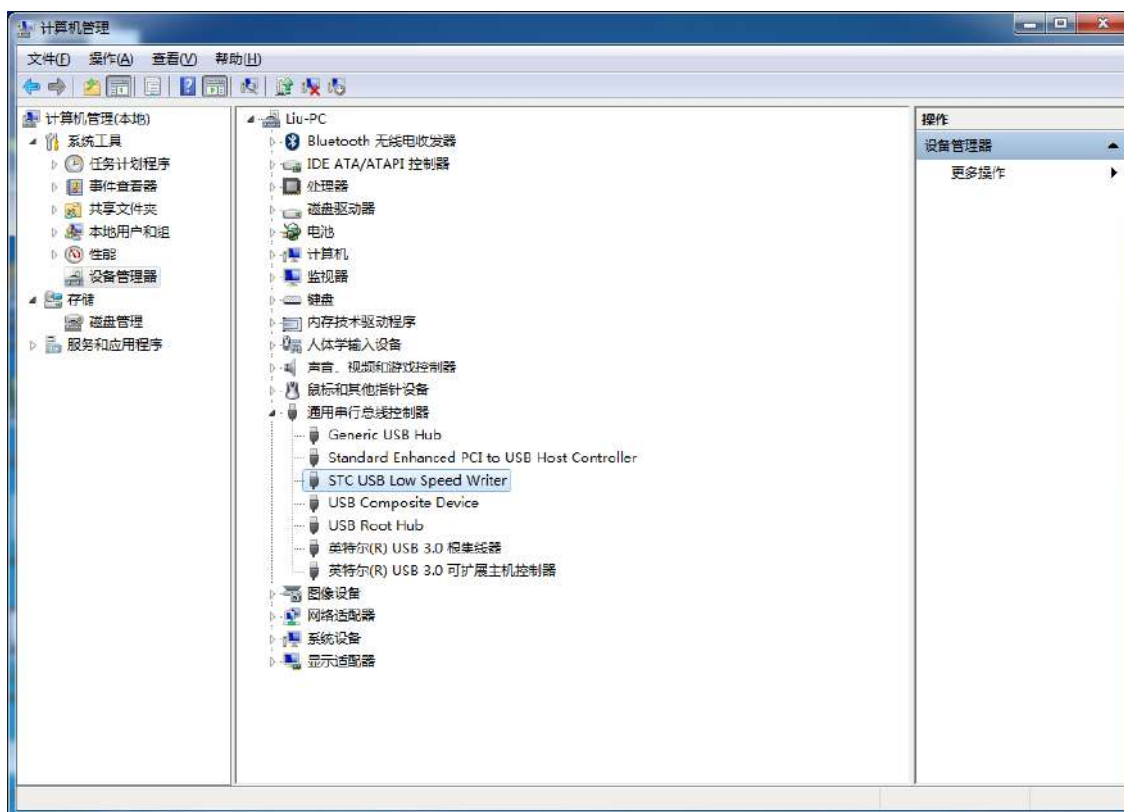 计算机管理
文件(F) 操作(A) 查看(V) 帮助(H)
计算机管理(本地)
系统工具
任务计划程序
事件查看器
共享文件夹
本地用户和组
性能
设备管理器
存储
磁盘管理
服务和应用程序
Liu-PC
Bluetooth 无线电收发器
IDE ATA/ATAPI 控制器
处理器
磁盘驱动器
电池
计算机
监视器
键盘
内存技术驱动程序
人体学输入设备
声音、视频和游戏控制器
鼠标和其他指针设备
通用串行总线控制器
Generic USB Hub
Standard Enhanced PCI to USB Host Controller
STC USB Low Speed Writer
USB Composite Device
USB Root Hub
英特尔(R) USB 3.0 根集线器
英特尔(R) USB 3.0 可扩展主机控制器
图像设备
网络适配器
系统设备
显示适配器
操作
设备管理器
更多操作